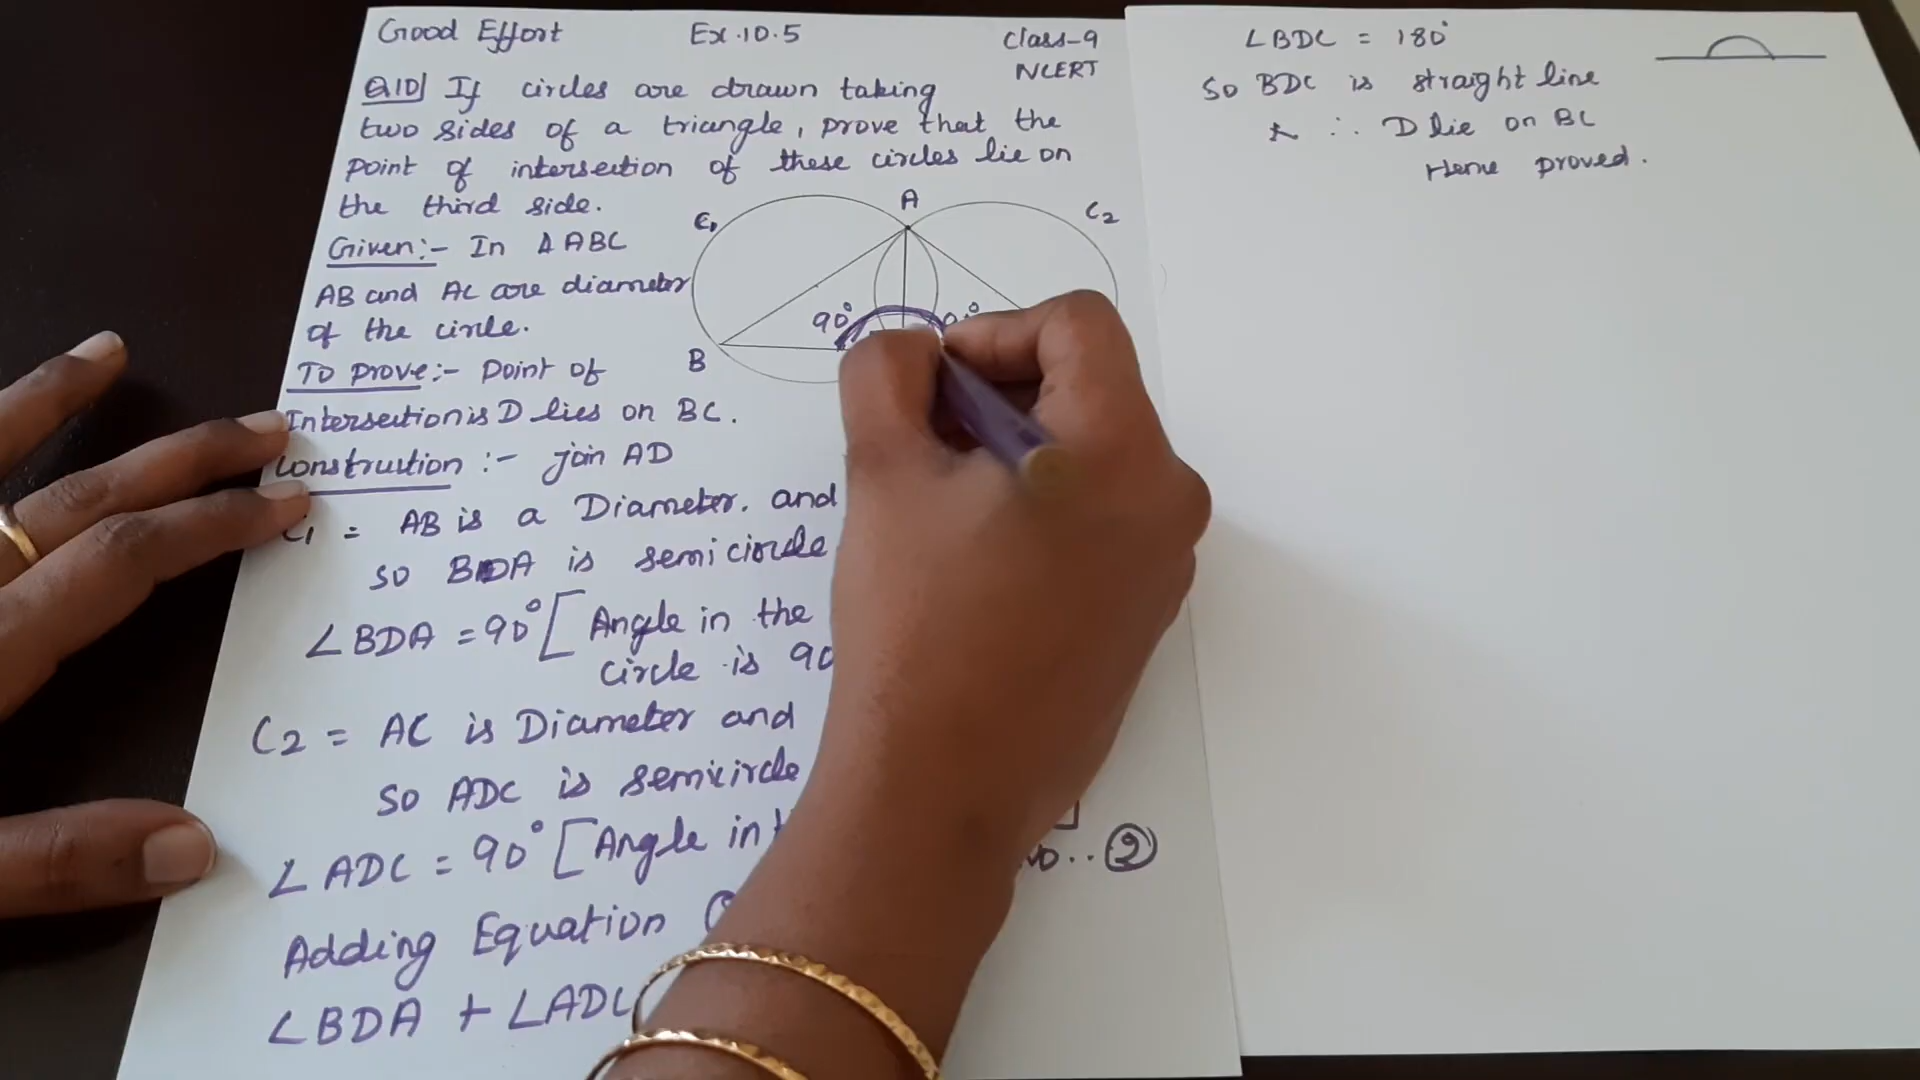 Good Effort Ex.10.5 Class-9
NCERT
Q10] If circles are drawn taking
two sides of a triangle, prove that the
point of intersection of these circles lie on
the third side.
Given:- In ΔABC
AB and AC are diameter
of the circle.
To prove:- Point of
Intersection is D lies on BC.
Construction :- join AD
C1 = AB is a Diameter. and
so BDA is semicircle
∠BDA = 90° [Angle in the
circle is 90
C2 = AC is Diameter and
so ADC is semicircle
∠ADC = 90° [Angle in
.. ②
Adding Equation
∠BDA + ∠ADC
C1
A
C2
90°
B
∠BDC = 180°
So BDC is straight line
∴ D lie on BC
Hence proved.